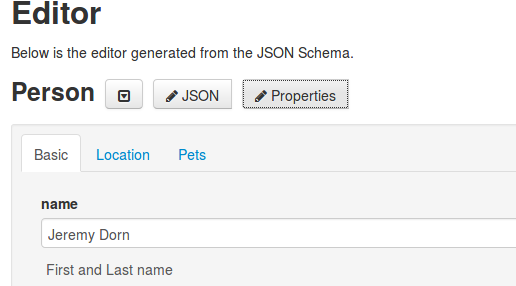 Editor
Below is the editor generated from the JSON Schema.
Person JSON Properties
Basic Location Pets
name
Jeremy Dorn
First and Last name